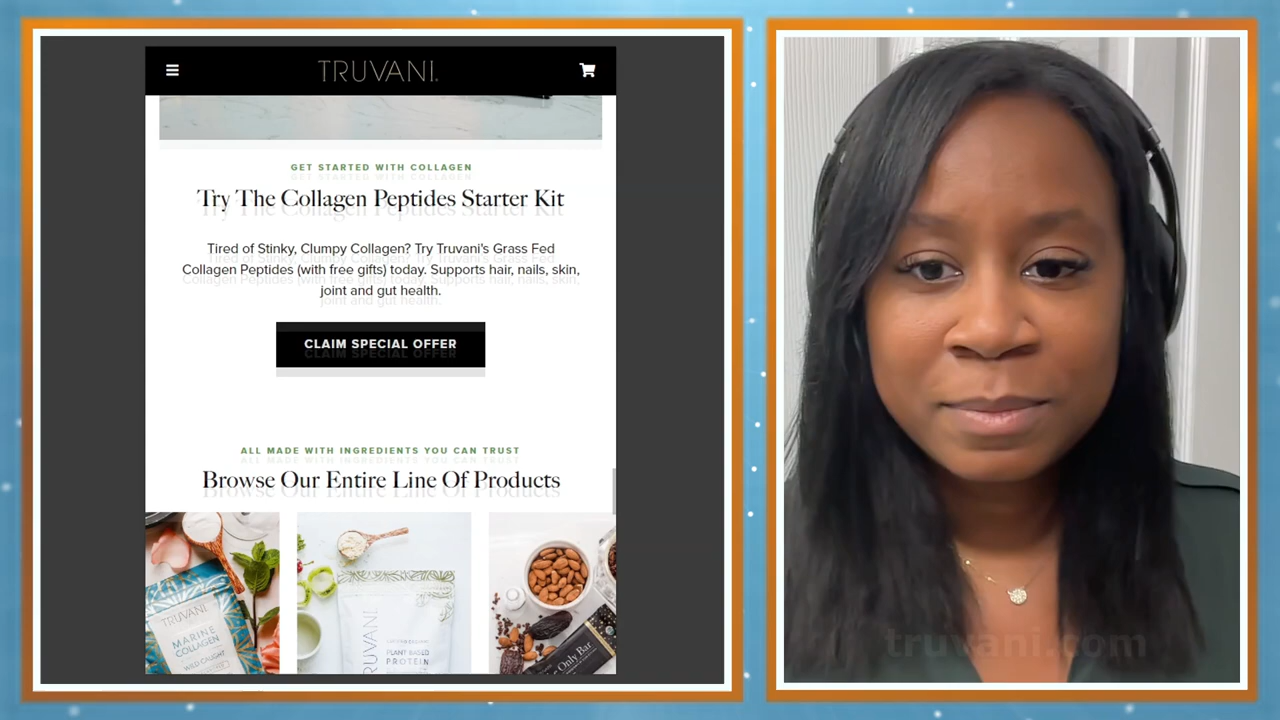 TRUVANI.
GET STARTED WITH COLLAGEN
Try The Collagen Peptides Starter Kit
Tired of Stinky, Clumpy Collagen? Try Truvani's Grass Fed
Collagen Peptides (with free gifts) today. Supports hair, nails, skin,
joint and gut health.
CLAIM SPECIAL OFFER
ALL MADE WITH INGREDIENTS YOU CAN TRUST
Browse Our Entire Line Of Products
TRUVANI
MARINE
COLLAGEN
WILD CAUGHT
RUVANI
PLANT BASED
PROTEIN
Only Bar
truvani.com